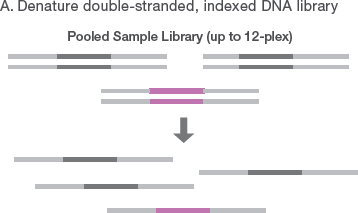 A. Denature double-stranded, indexed DNA library
Pooled Sample Library (up to 12-plex)